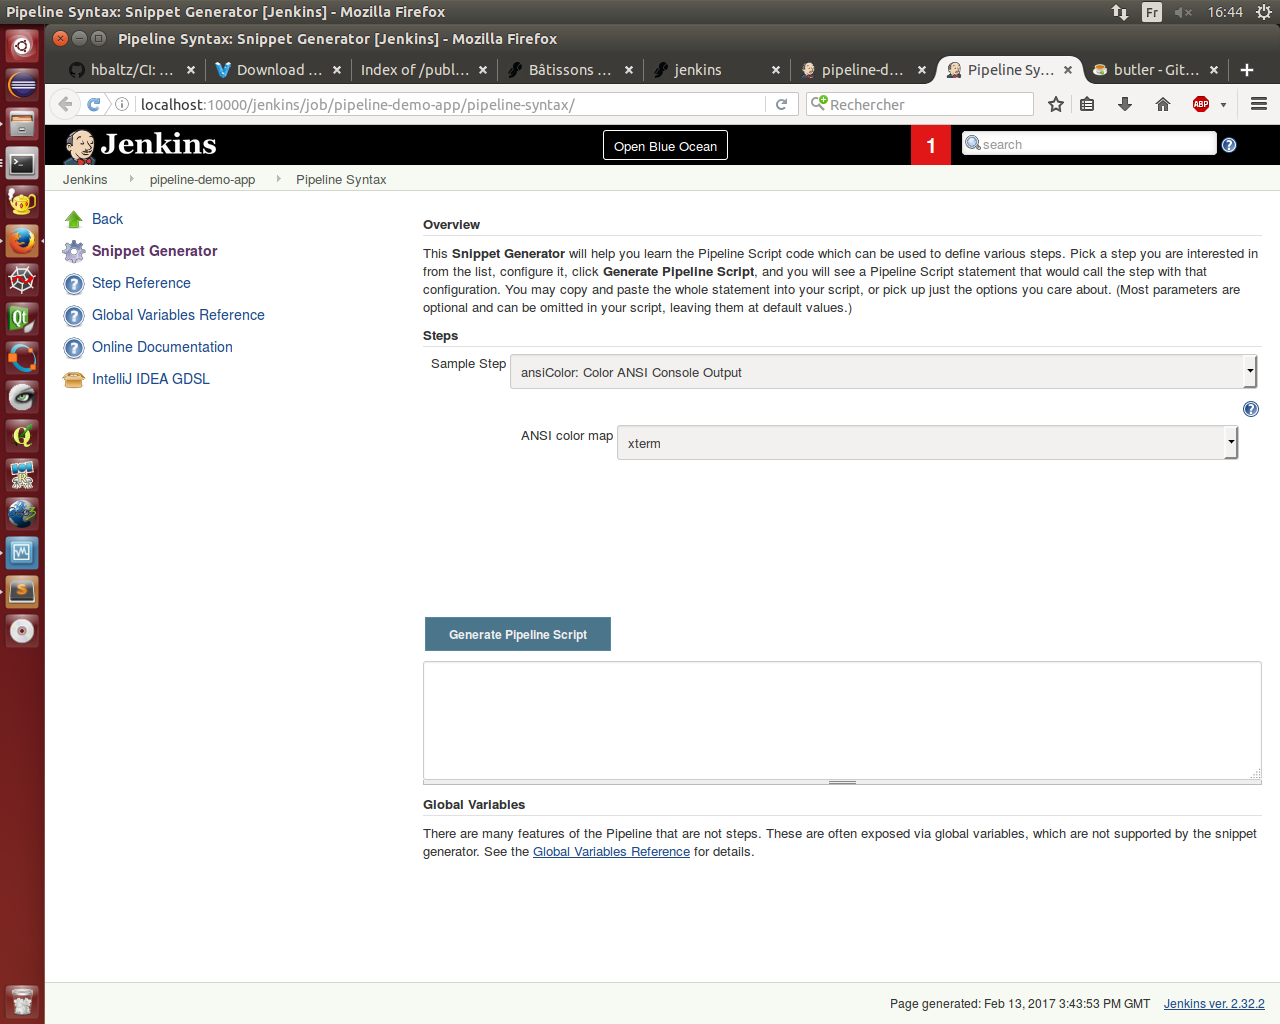 Pipeline Syntax: Snippet Generator [Jenkins] - Mozilla Firefox
Fr
16:44
Pipeline Syntax: Snippet Generator [Jenkins] - Mozilla Firefox
hbaltz/CI: ...
Download ...
Index of /publ...
Bâtissons ...
jenkins
pipeline-d...
Pipeline Sy...
butler - Git...
localhost:10000/jenkins/job/pipeline-demo-app/pipeline-syntax/
Rechercher
ABP
Jenkins
Open Blue Ocean
1
search
Jenkins
pipeline-demo-app
Pipeline Syntax
Back
Snippet Generator
Step Reference
Global Variables Reference
Online Documentation
IntelliJ IDEA GDSL
Overview
This Snippet Generator will help you learn the Pipeline Script code which can be used to define various steps. Pick a step you are interested in
from the list, configure it, click Generate Pipeline Script, and you will see a Pipeline Script statement that would call the step with that
configuration. You may copy and paste the whole statement into your script, or pick up just the options you care about. (Most parameters are
optional and can be omitted in your script, leaving them at default values.)
Steps
Sample Step
ansiColor: Color ANSI Console Output
ANSI color map
xterm
Generate Pipeline Script
Global Variables
There are many features of the Pipeline that are not steps. These are often exposed via global variables, which are not supported by the snippet
generator. See the Global Variables Reference for details.
Page generated: Feb 13, 2017 3:43:53 PM GMT
Jenkins ver. 2.32.2